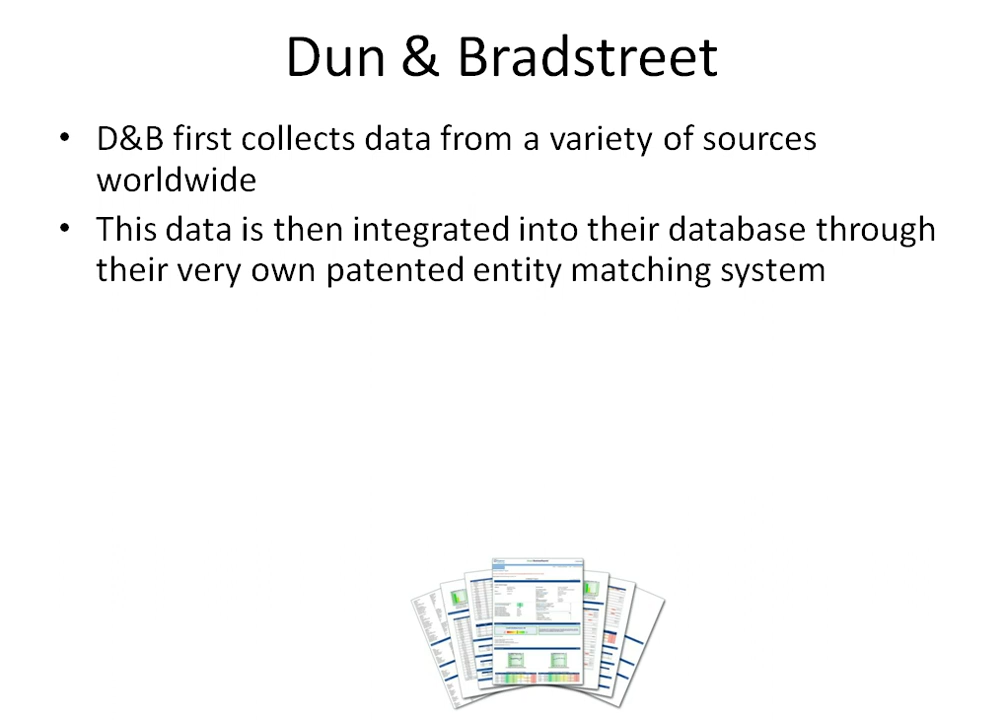 Dun & Bradstreet
• D&B first collects data from a variety of sources
worldwide
• This data is then integrated into their database through
their very own patented entity matching system